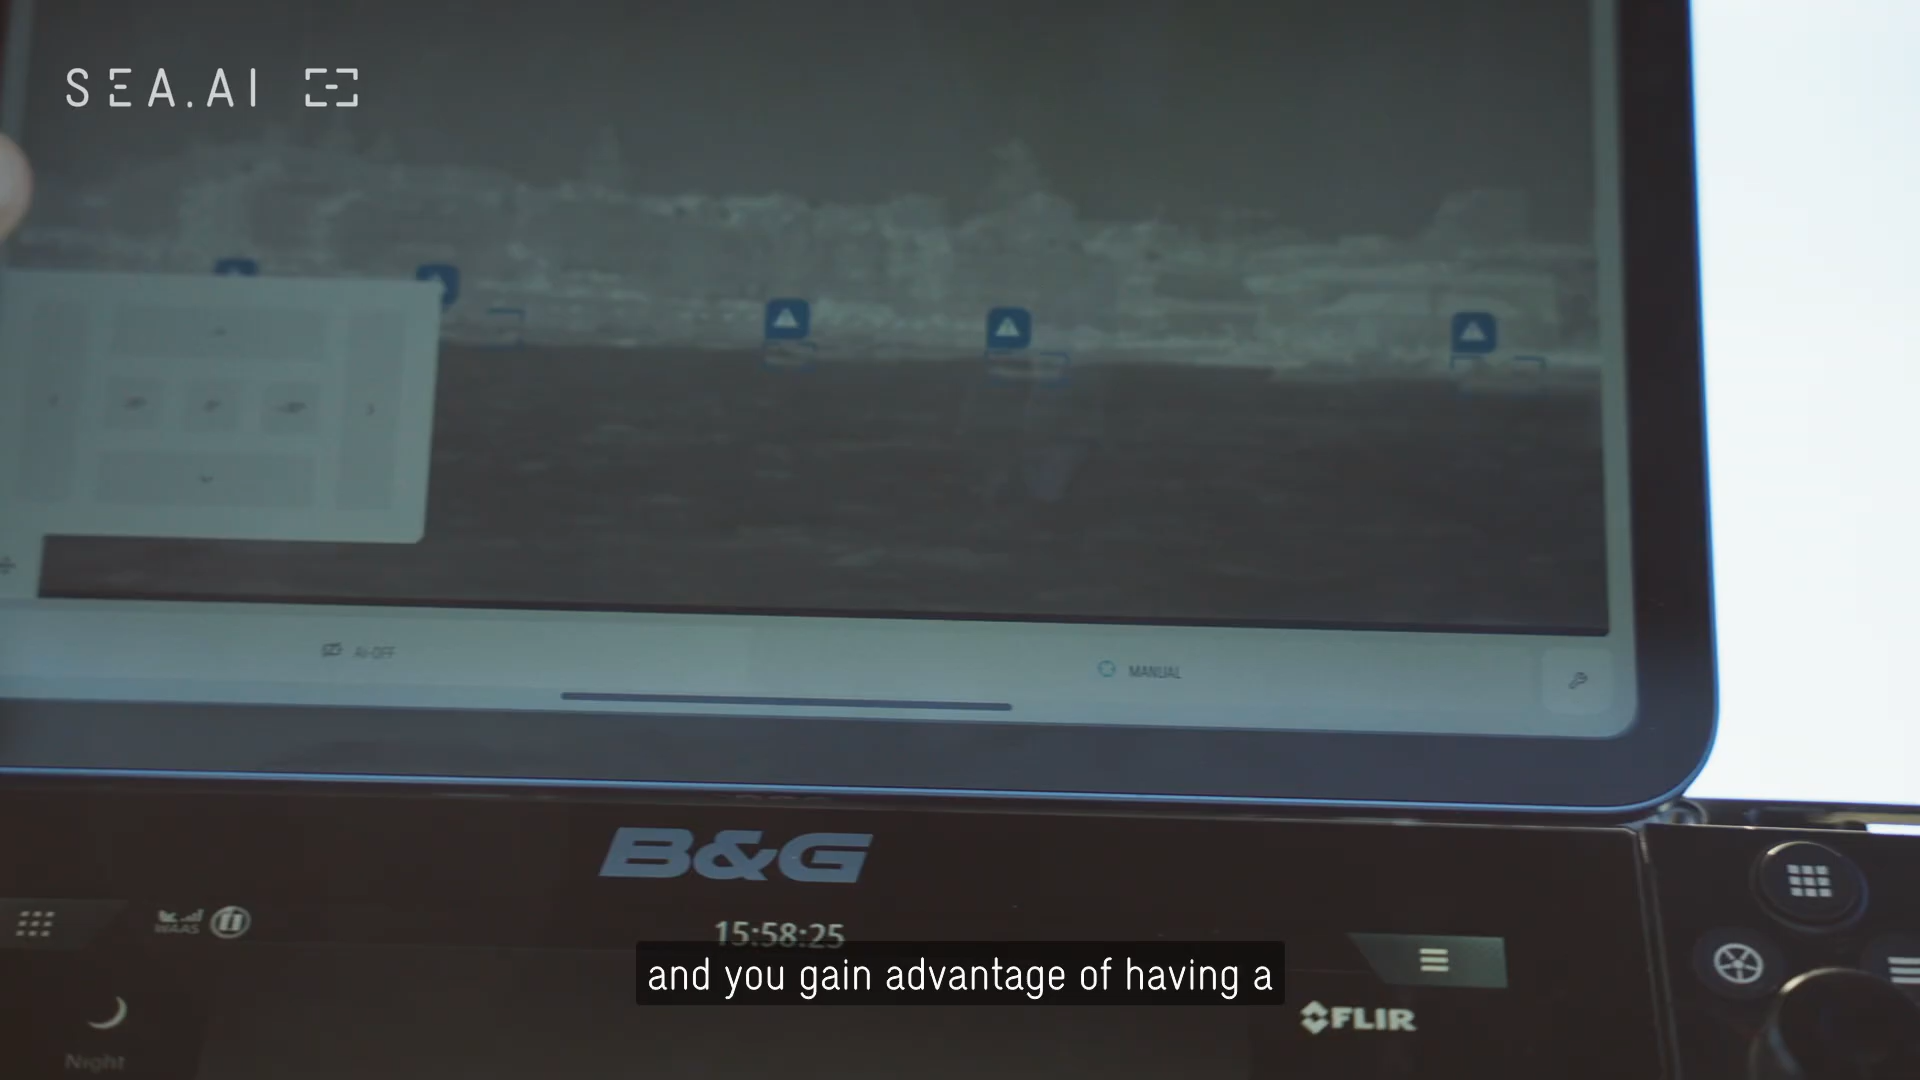 SEA.AI
AI-OFF
MANUAL
B&G
WAAS
15:58:25
and you gain advantage of having a
FLIR
Night